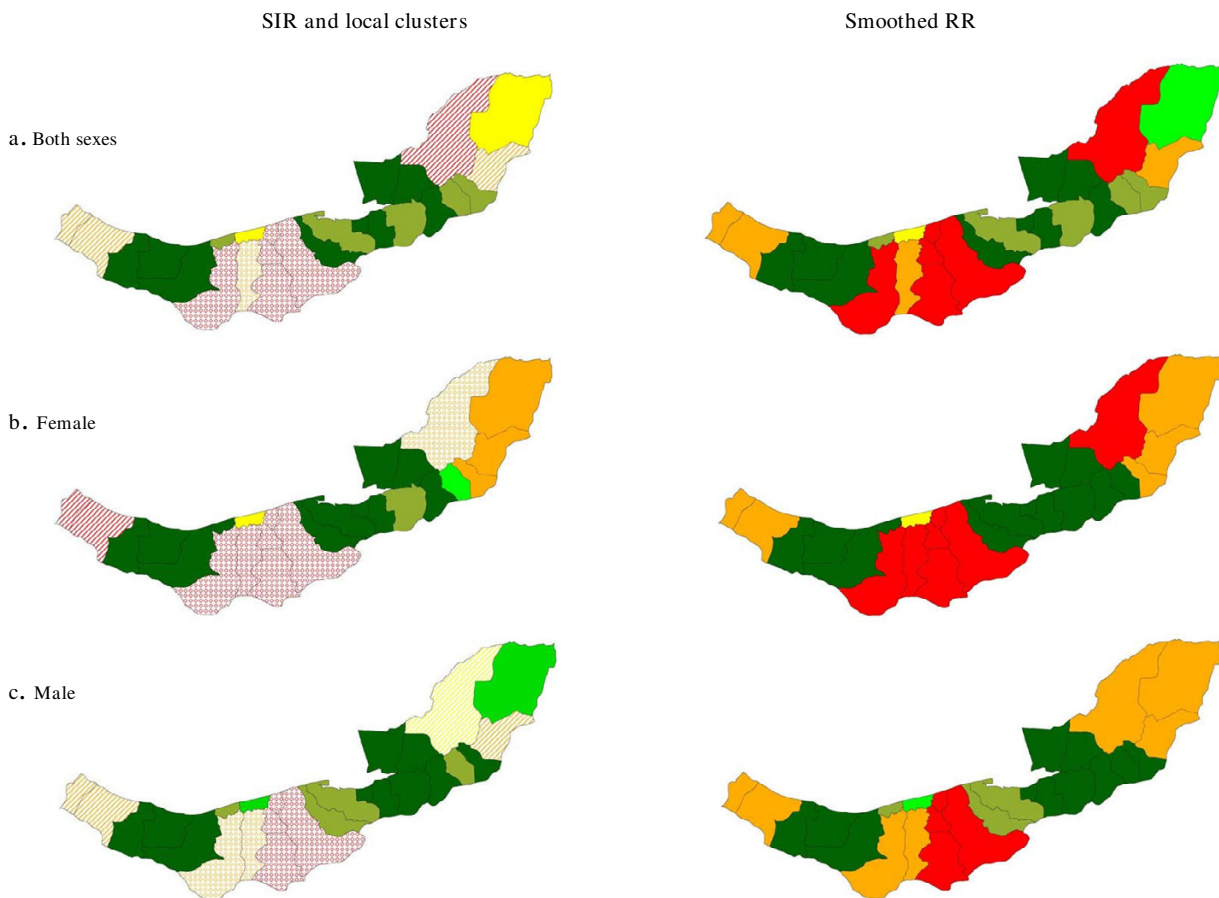 SIR and local clusters
Smoothed RR
a. Both sexes
b. Female
c. Male